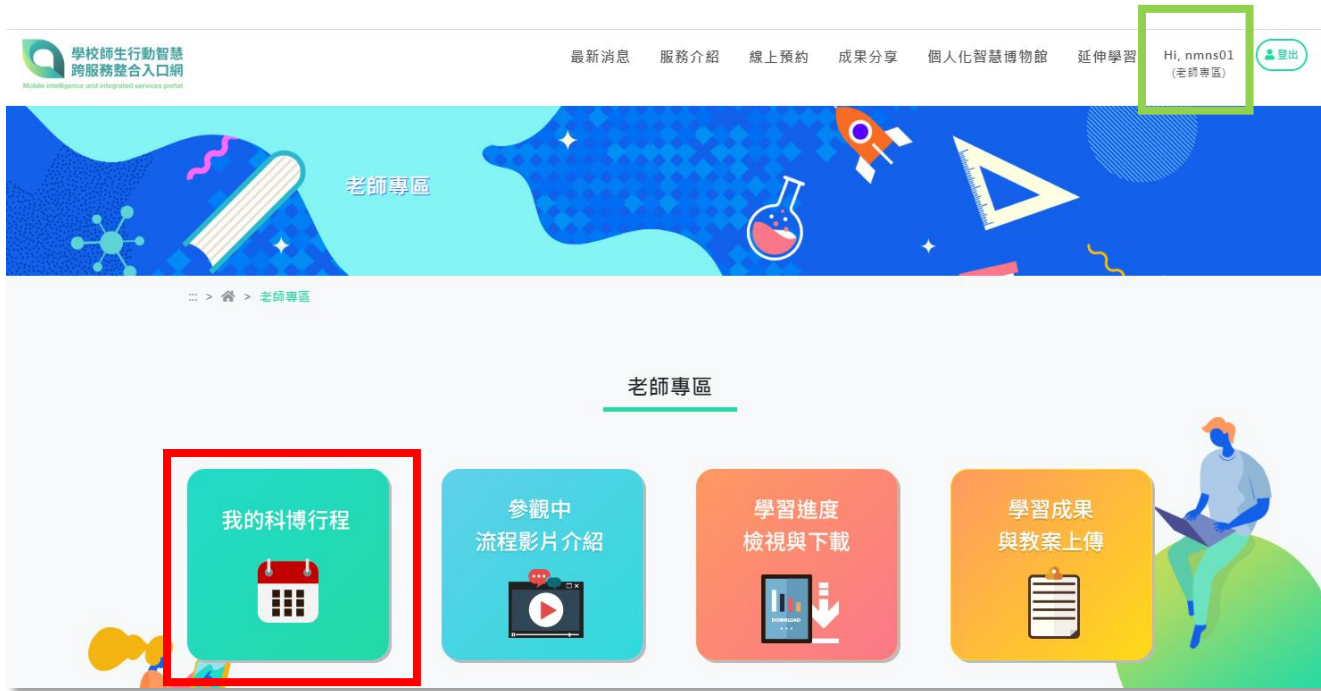 學校師生行動智慧
跨服務整合入口網
Mobile intelligence and integrated services portal
最新消息 服務介紹 線上預約 成果分享 個人化智慧博物館 延伸學習 Hi, nmns01 登出
(老師專區)
老師專區
::: > > 老師專區
老師專區
我的科博行程
參觀中
流程影片介紹
學習進度
檢視與下載
DOWNLOAD
學習成果
與教案上傳